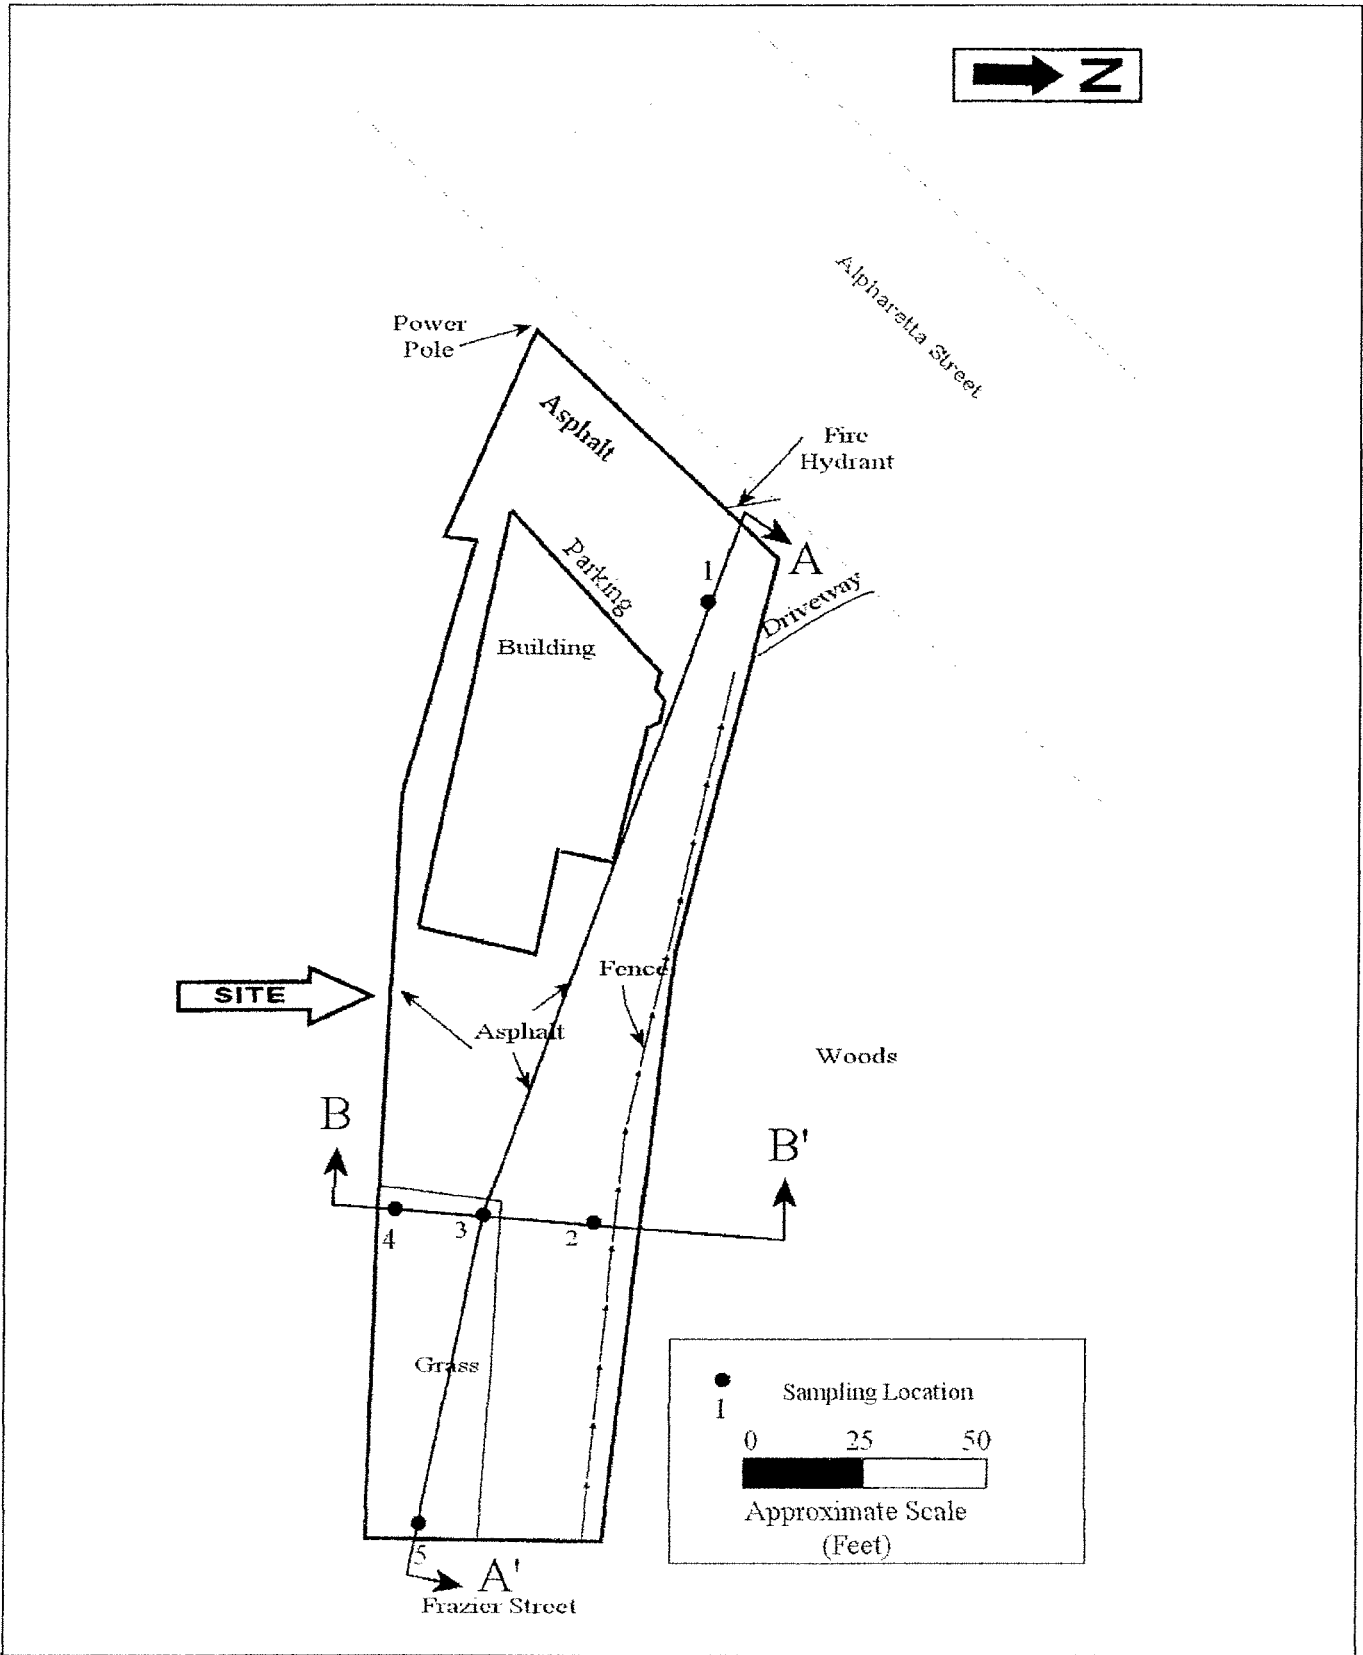 N
Alpharetta Street
Power
Pole
Asphalt
Fire
Hydrant
A
1
Parking
Driveway
Building
Fence
SITE
Asphalt
Woods
B
B'
4
3
2
Grass
1
Sampling Location
0 25 50
Approximate Scale
(Feet)
5
A'
Frazier Street